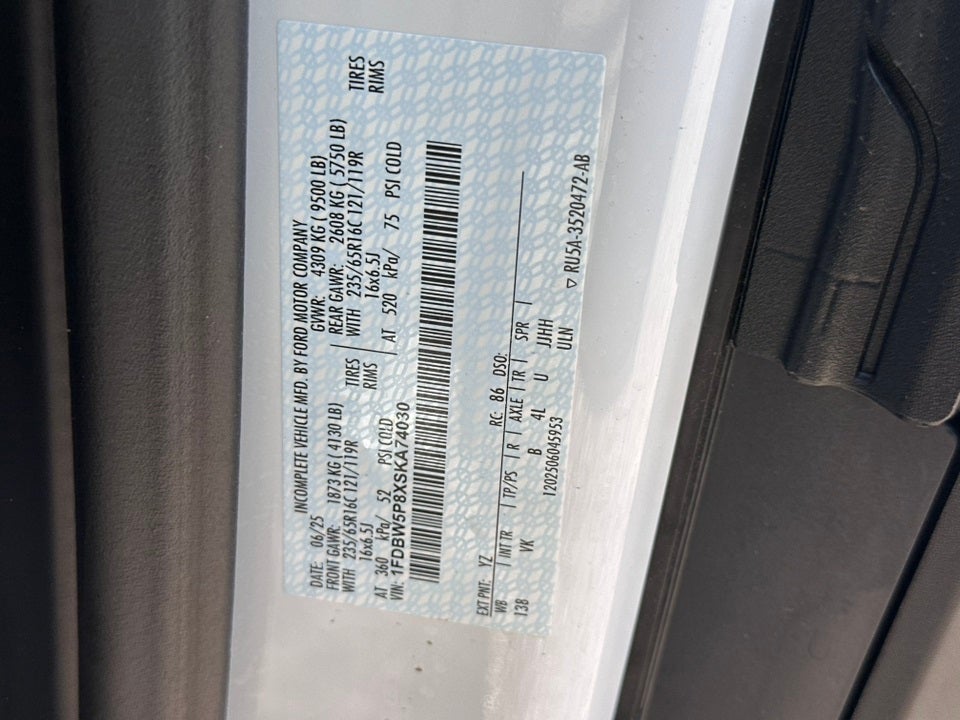 INCOMPLETE VEHICLE MFD. BY FORD MOTOR COMPANY
DATE: 06/25 GVWR: 4309 KG ( 9500 LB)
FRONT GAWR: 1873 KG ( 4130 LB) REAR GAWR: 2608 KG ( 5750 LB)
WITH 235/65R16C 121/119R TIRES WITH 235/65R16C 121/119R TIRES
16x6.5J RIMS 16x6.5J RIMS
AT 360 kPa/ 52 PSI COLD AT 520 kPa/ 75 PSI COLD
VIN: 1FDBW5P8XSKA74030
EXT PNT: YZ RC: 86 DSO:
WB INT TR TP/PS R AXLE TR SPR
138 VK B 4L U JJHH
1202506045953 ULN
▽ RU5A-3520472-AB